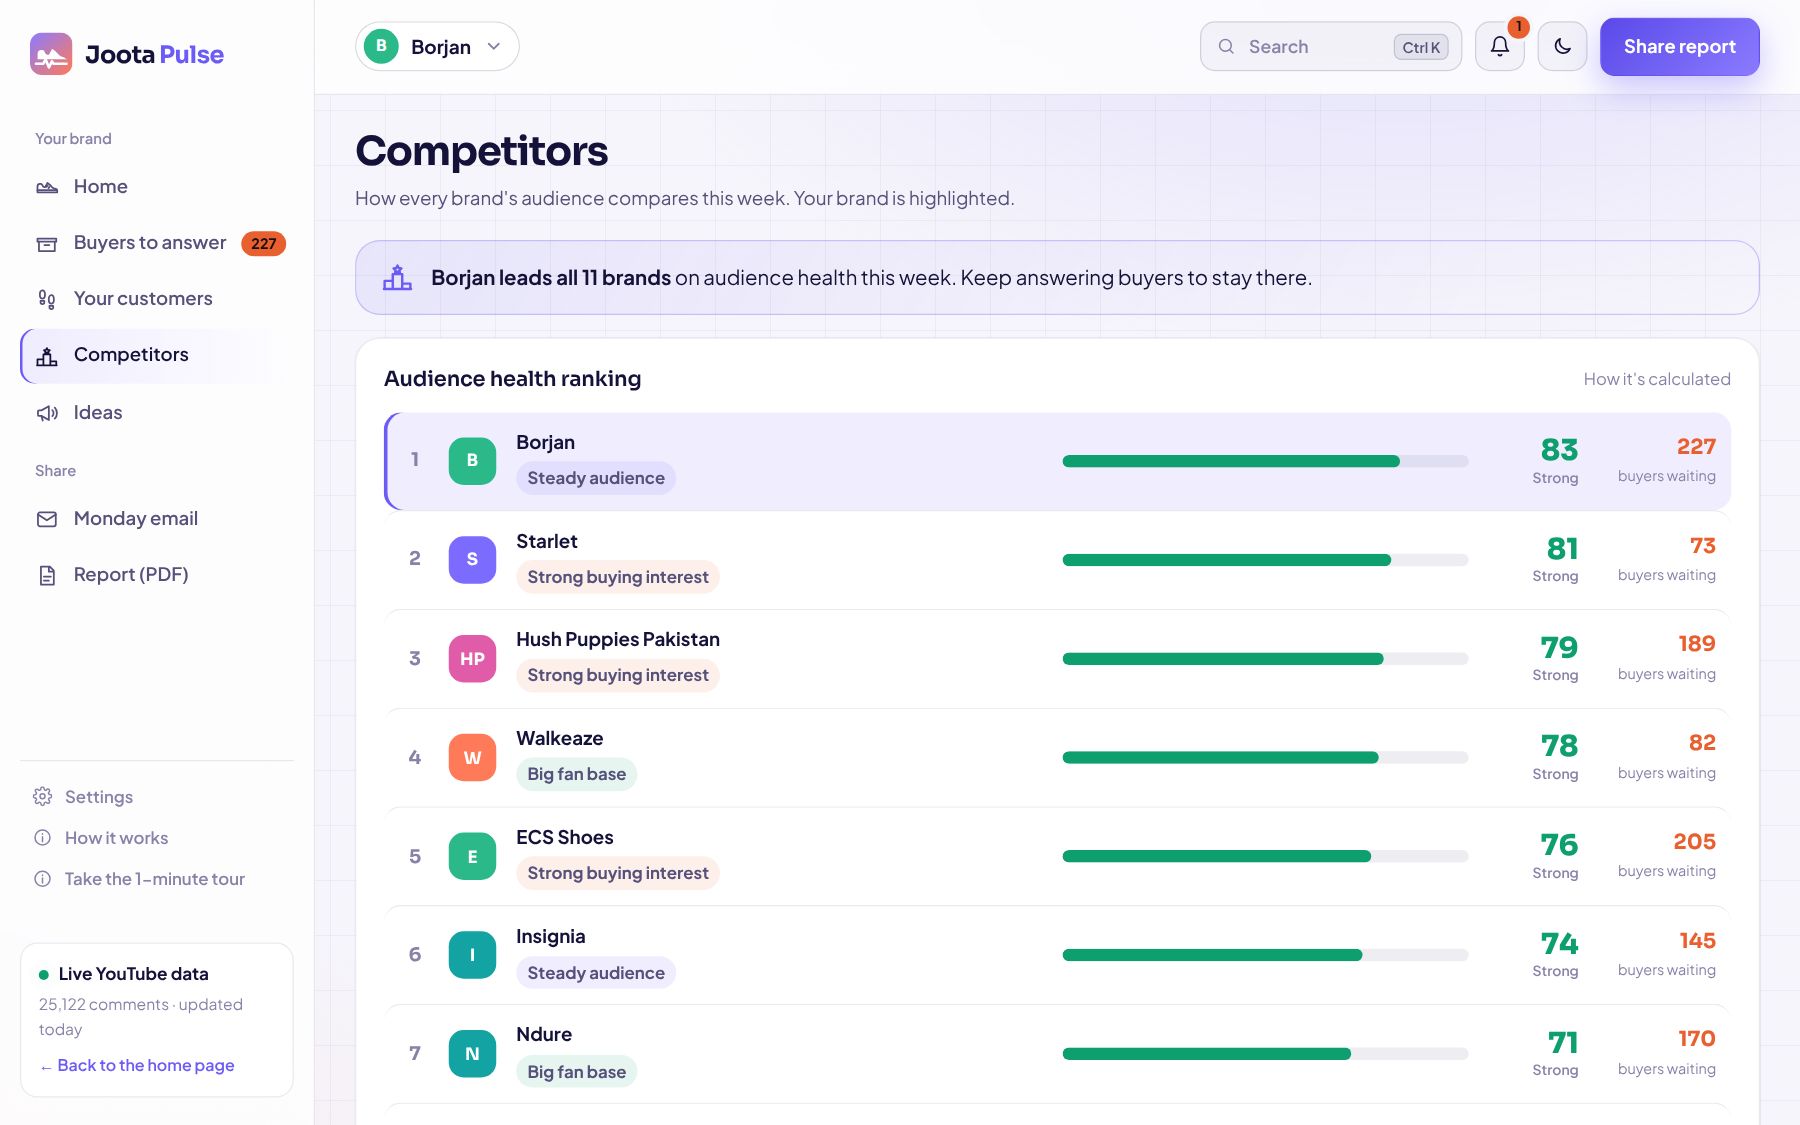 Joota Pulse
Your brand
Home
Buyers to answer 227
Your customers
Competitors
Ideas
Share
Monday email
Report (PDF)
Settings
How it works
Take the 1-minute tour
Live YouTube data
25,122 comments · updated
today
← Back to the home page
B Borjan
Search Ctrl K
1
Share report
Competitors
How every brand's audience compares this week. Your brand is highlighted.
Borjan leads all 11 brands on audience health this week. Keep answering buyers to stay there.
Audience health ranking How it's calculated
1 B Borjan 83 227
Steady audience Strong buyers waiting
2 S Starlet 81 73
Strong buying interest Strong buyers waiting
3 HP Hush Puppies Pakistan 79 189
Strong buying interest Strong buyers waiting
4 W Walkeaze 78 82
Big fan base Strong buyers waiting
5 E ECS Shoes 76 205
Strong buying interest Strong buyers waiting
6 I Insignia 74 145
Steady audience Strong buyers waiting
7 N Ndure 71 170
Big fan base Strong buyers waiting